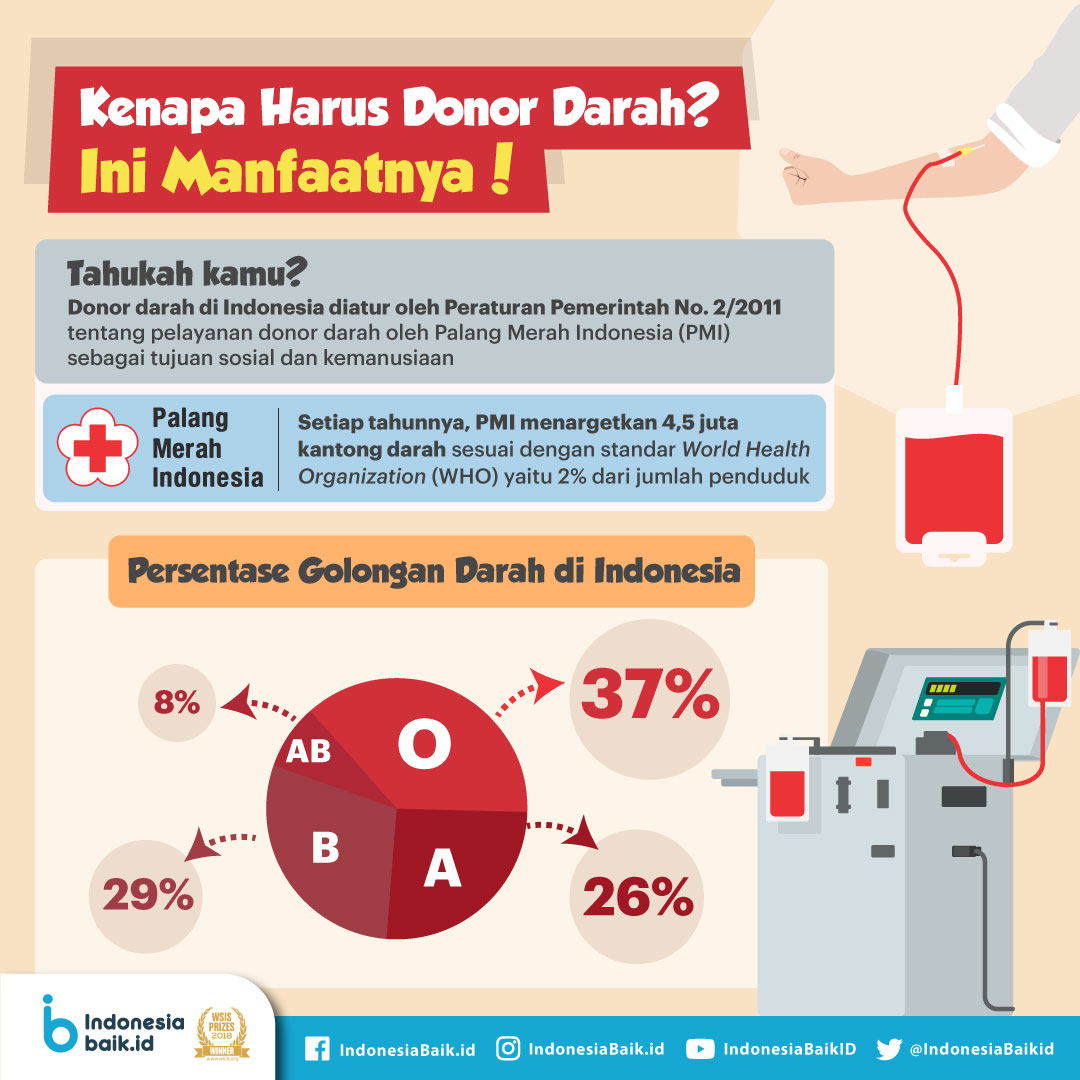 Kenapa Harus Donor Darah?
Ini Manfaatnya !
Tahukah kamu?
Donor darah di Indonesia diatur oleh Peraturan Pemerintah No. 2/2011
tentang pelayanan donor darah oleh Palang Merah Indonesia (PMI)
sebagai tujuan sosial dan kemanusiaan
Palang
Merah
Indonesia
Setiap tahunnya, PMI menargetkan 4,5 juta
kantong darah sesuai dengan standar World Health
Organization (WHO) yaitu 2% dari jumlah penduduk
Persentase Golongan Darah di Indonesia
8%
37%
AB
O
B
A
29%
26%
Indonesia
baik.id
WSIS
PRIZES
2018
WINNER
IndonesiaBaik.id
IndonesiaBaik.id
IndonesiaBaikID
@IndonesiaBaikid